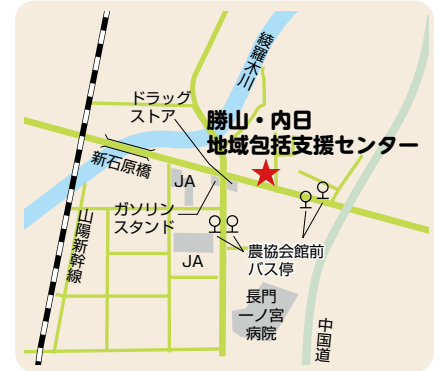 綾羅木川
ドラッグ
ストア
勝山・内日
地域包括支援センター
新石原橋
JA
ガソリン
スタンド
山陽新幹線
JA
農協会館前
バス停
長門
一ノ宮
病院
中国道